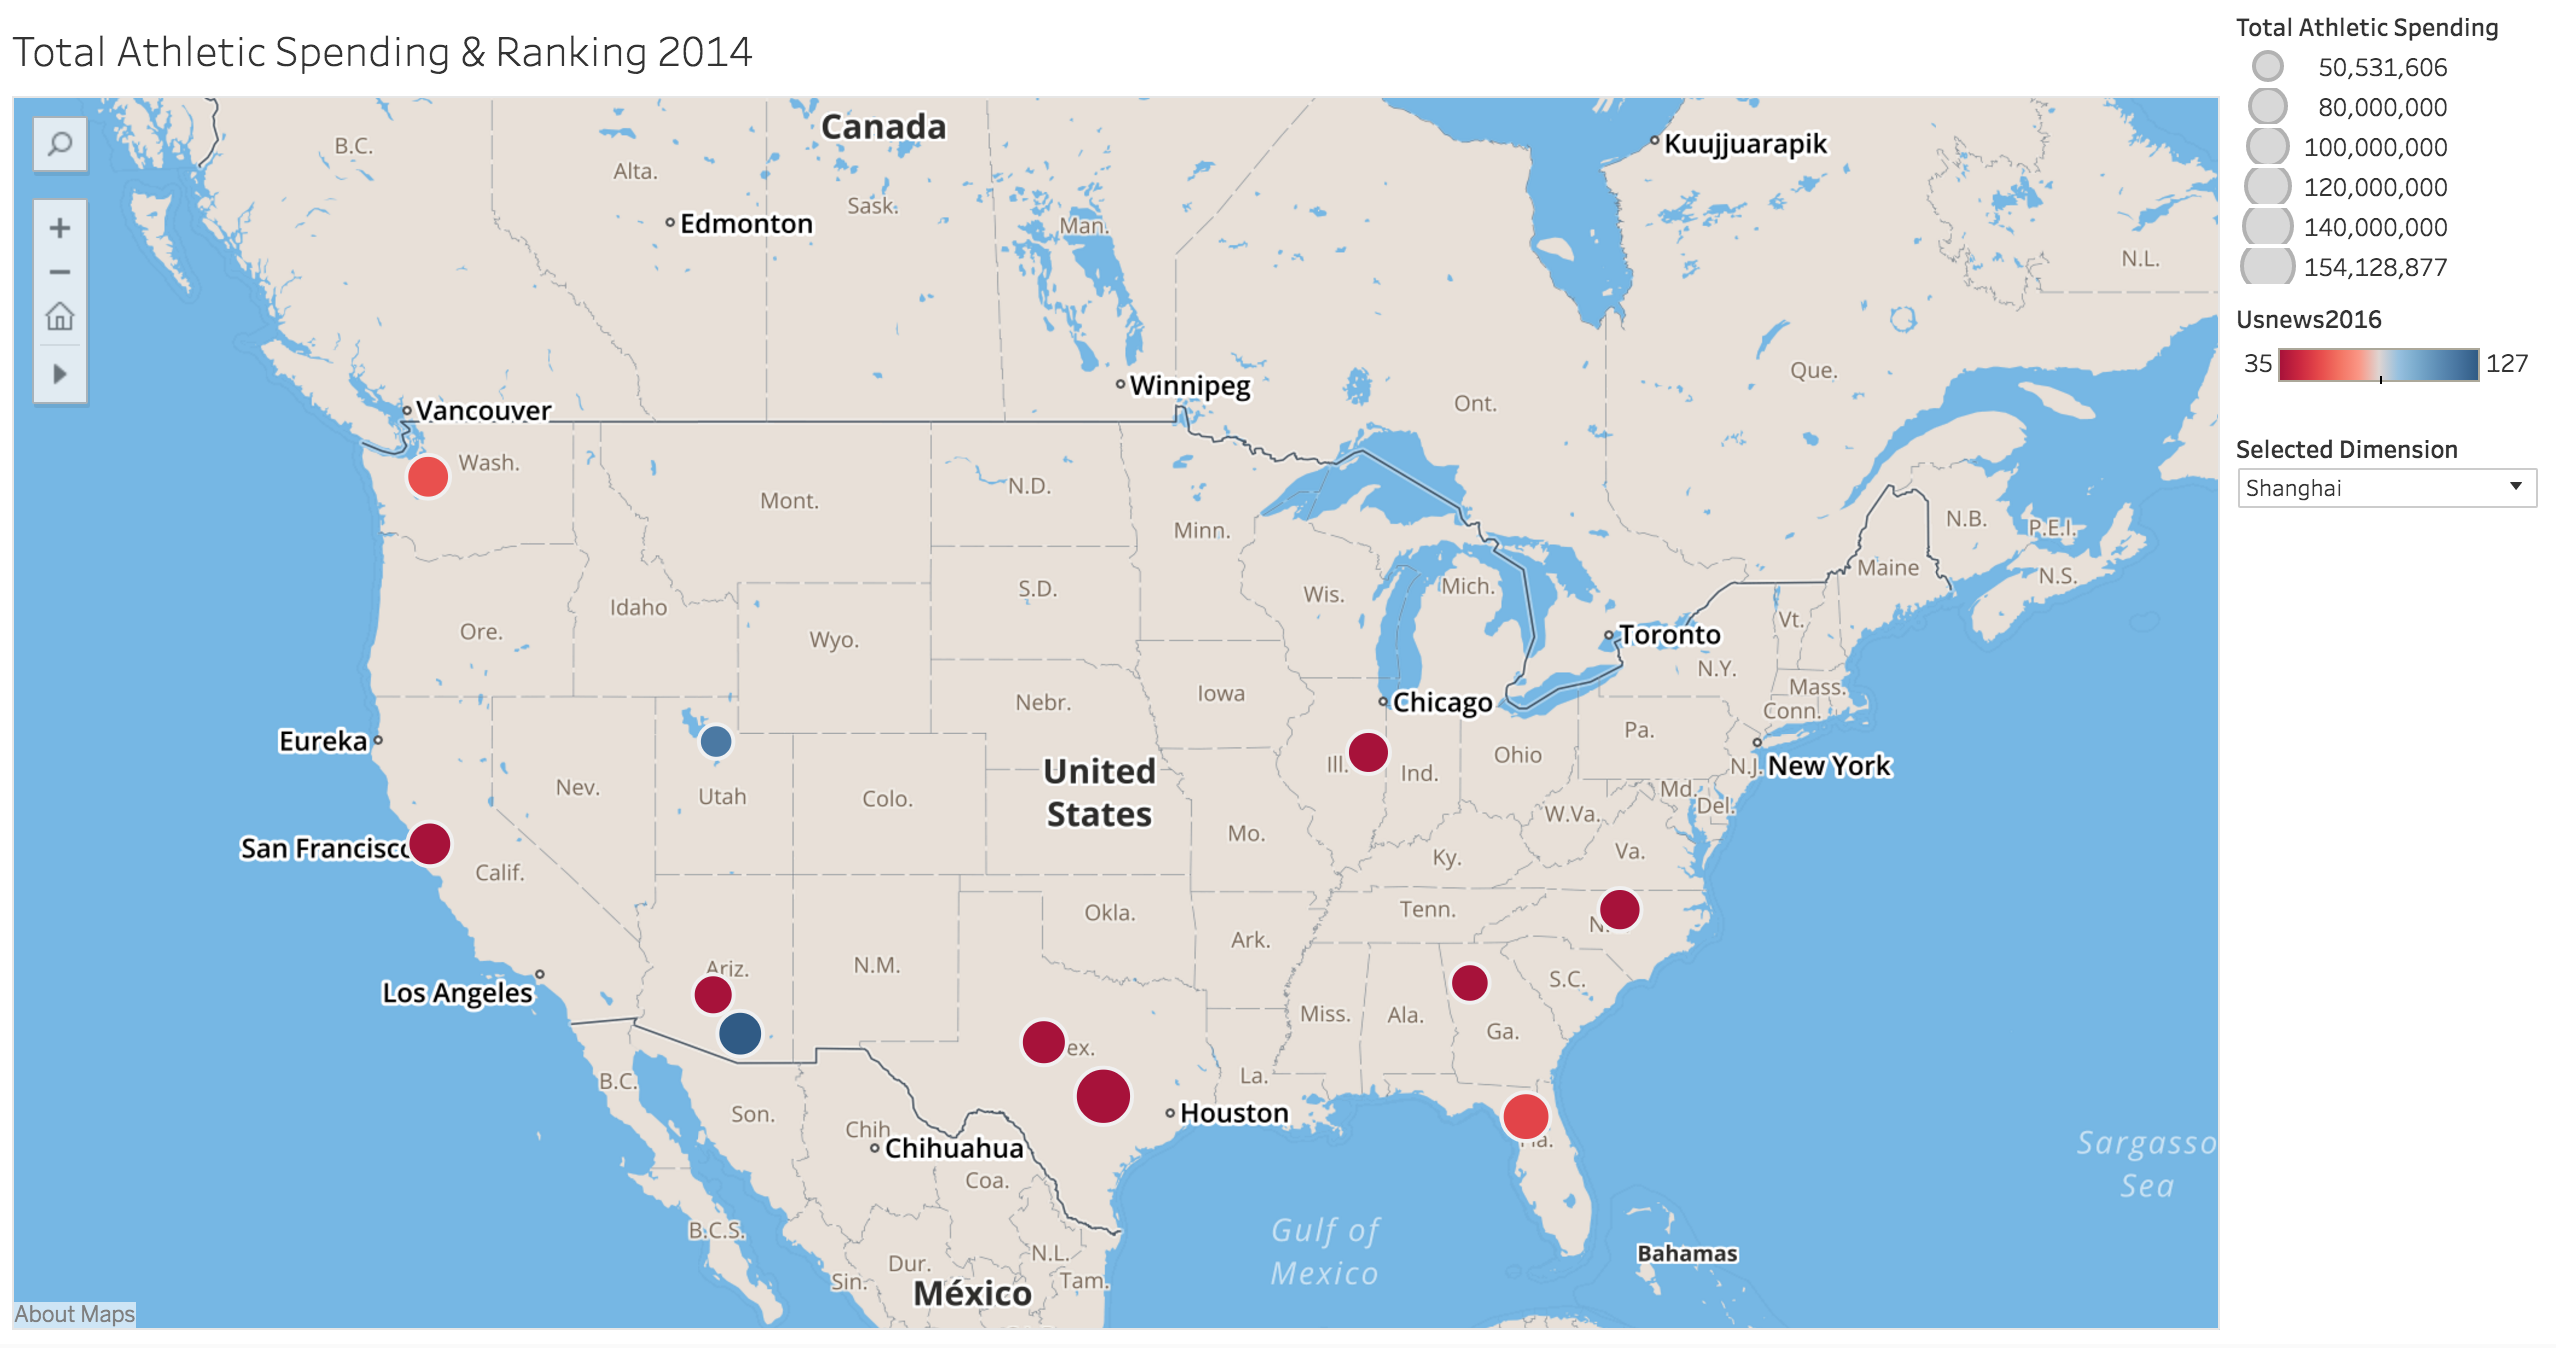 Total Athletic Spending & Ranking 2014
Total Athletic Spending
50,531,606
80,000,000
100,000,000
120,000,000
140,000,000
154,128,877
Usnews2016
35
127
Selected Dimension
Shanghai
Canada
B.C.
Alta.
Sask.
Man.
Kuujjuarapik
Edmonton
N.L.
Winnipeg
Ont.
Que.
Vancouver
Wash.
Mont.
N.D.
Minn.
N.B.
P.E.I.
Maine
N.S.
Ore.
Idaho
Wyo.
S.D.
Wis.
Mich.
Toronto
Vt.
N.Y.
Mass.
Conn.
Iowa
Nebr.
Chicago
Pa.
Eureka
Nev.
Utah
Colo.
United
States
Ill.
Ind.
Ohio
N.J.
New York
Md.
Del.
W.Va.
San Francisco
Calif.
Mo.
Ky.
Va.
Okla.
Ark.
Tenn.
N.
Los Angeles
Ariz.
N.M.
Miss.
Ala.
S.C.
Ga.
ex.
La.
Houston
B.C.
Son.
Chih
Chihuahua
Coa.
Sargasso
Sea
B.C.S.
Dur.
N.L.
Sin.
Tam.
México
Gulf of
Mexico
Bahamas
About Maps